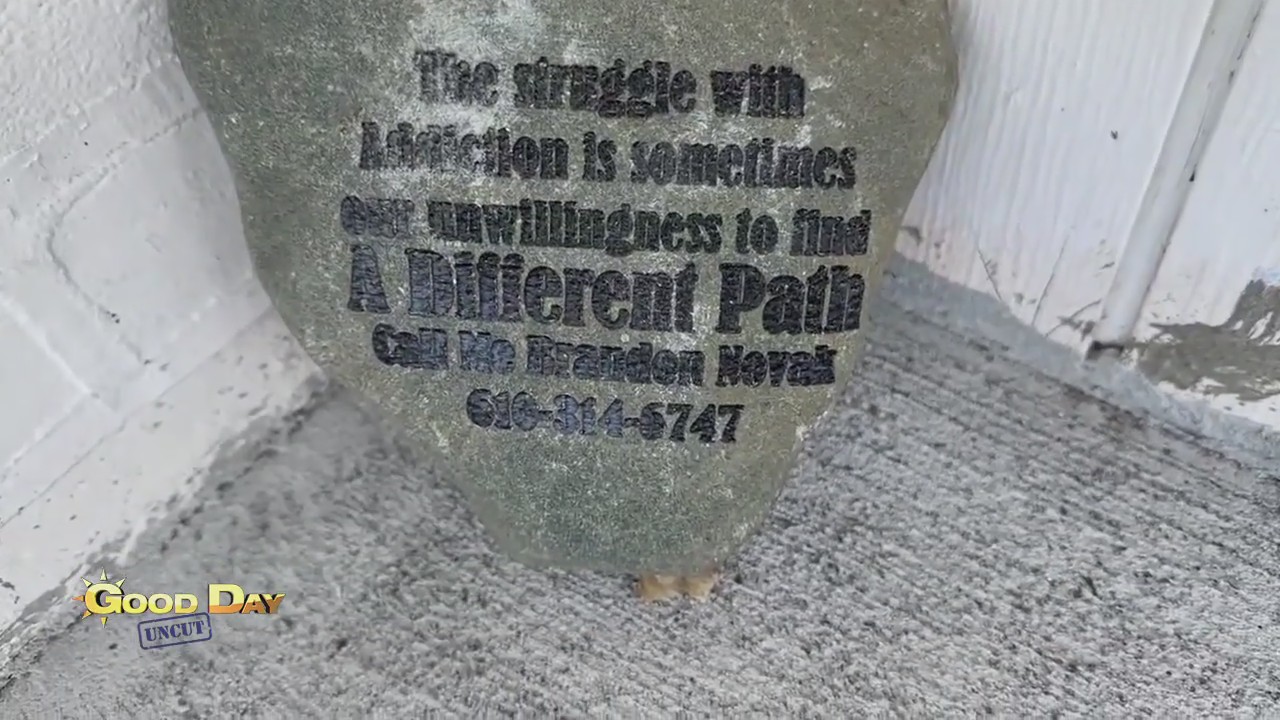 The struggle with
Addiction is sometimes
our unwillingness to find
A Different Path
Call Me Brandon Novak
610-314-6747
GOOD DAY
UNCUT